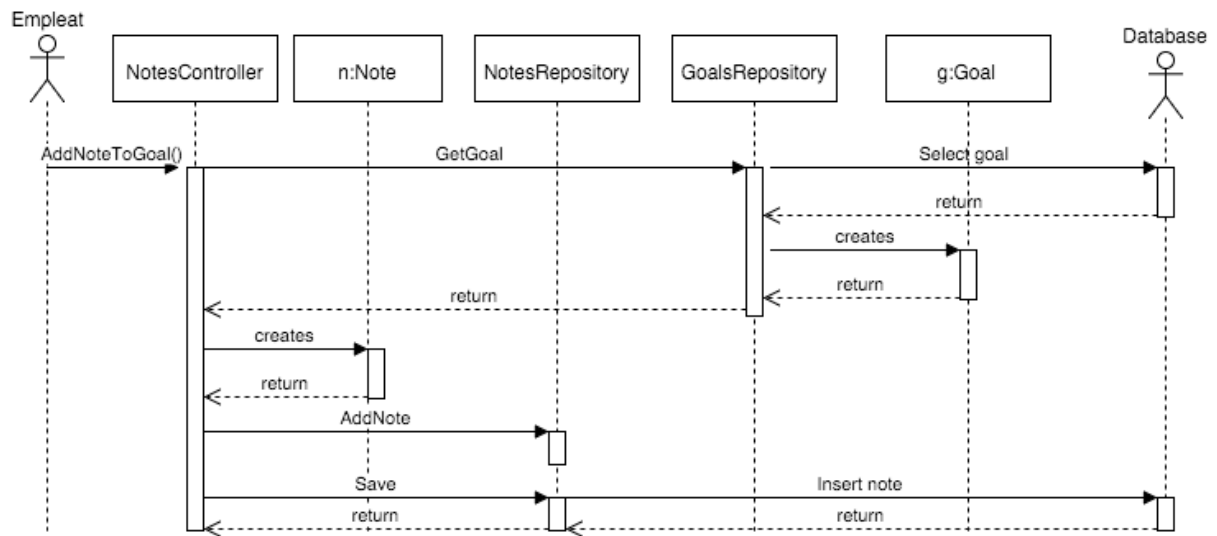 Empleat
Database
NotesController
n:Note
NotesRepository
GoalsRepository
g:Goal
AddNoteToGoal()
GetGoal
Select goal
return
creates
return
return
creates
return
AddNote
Save
Insert note
return
return